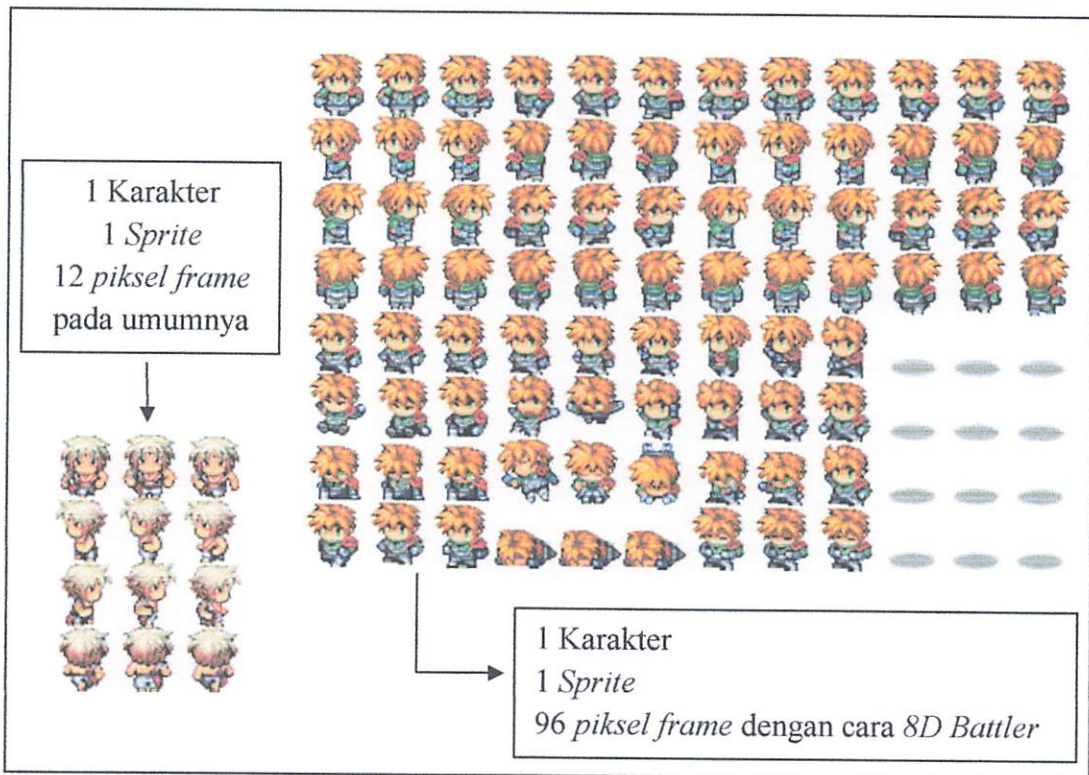 1 Karakter
1 Sprite
12 piksel frame
pada umumnya
1 Karakter
1 Sprite
96 piksel frame dengan cara 8D Battler